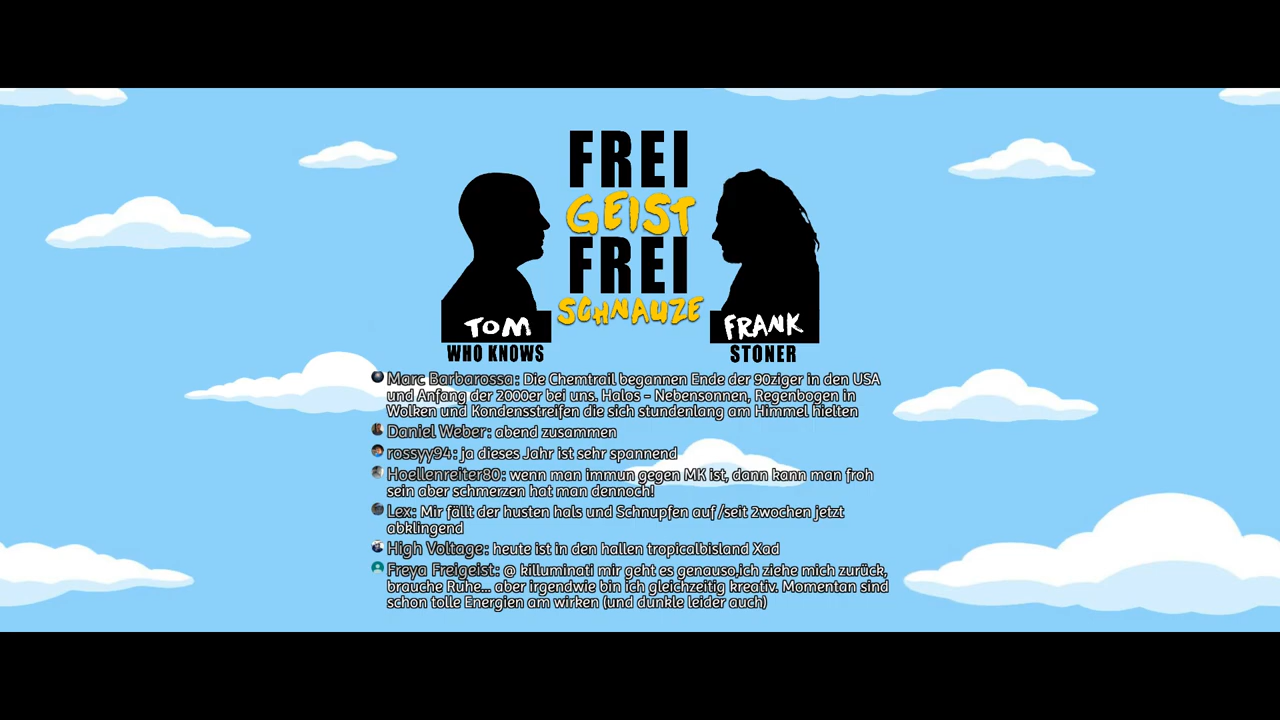 FREI
GEIST
FREI
SCHNAUZE
TOM
WHO KNOWS
FRANK
STONER
Marc Barbarossa: Die Chemtrail begannen Ende der 90ziger in den USA
und Anfang der 2000er bei uns. Halos - Nebensonnen, Regenbogen in
Wolken und Kondensstreifen die sich stundenlang am Himmel hielten
Daniel Weber: abend zusammen
rossyy94: ja dieses Jahr ist sehr spannend
Hoellenreiter80: wenn man immun gegen MK ist, dann kann man froh
sein aber schmerzen hat man dennoch!
Lex: Mir fällt der husten hals und Schnupfen auf /seit 2wochen jetzt
abklingend
High Voltage: heute ist in den hallen tropicalbisland Xad
Freya Freigeist: @ killuminati mir geht es genauso,ich ziehe mich zurück,
brauche Ruhe... aber irgendwie bin ich gleichzeitig kreativ. Momentan sind
schon tolle Energien am wirken (und dunkle leider auch)